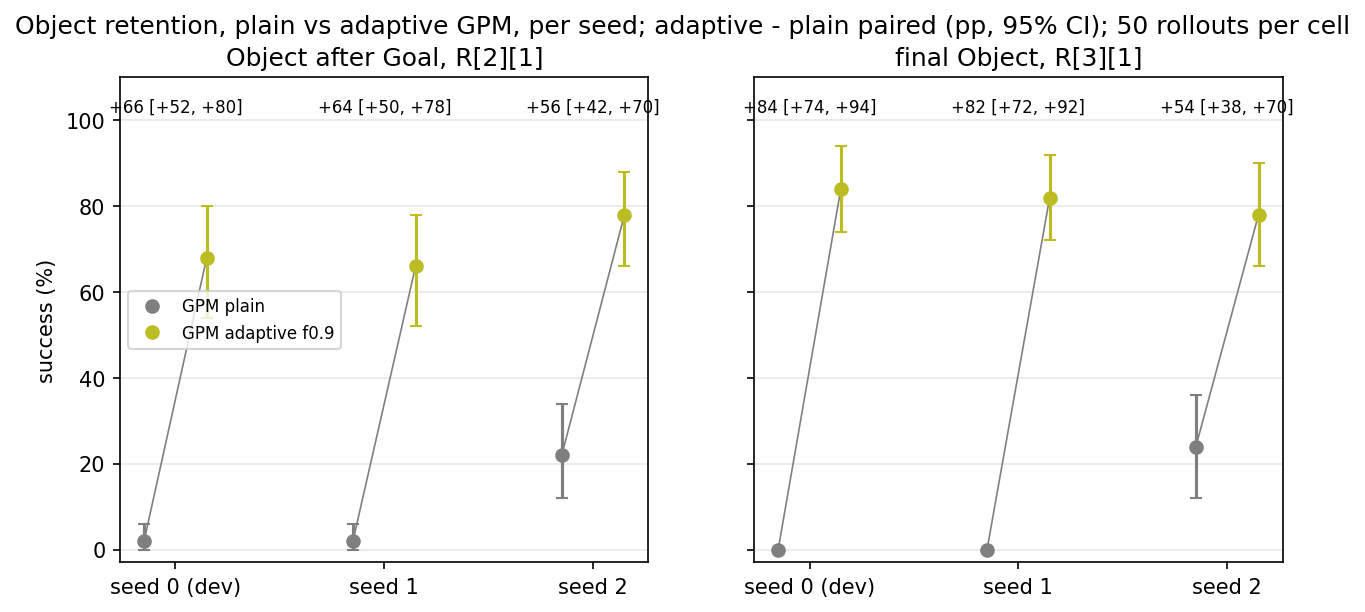 Object retention, plain vs adaptive GPM, per seed; adaptive - plain paired (pp, 95% CI); 50 rollouts per cell
Object after Goal, R[2][1]
+66 [+52, +80]
+64 [+50, +78]
+56 [+42, +70]
success (%)
100
80
60
40
20
0
GPM plain
GPM adaptive f0.9
seed 0 (dev)
seed 1
seed 2
final Object, R[3][1]
+84 [+74, +94]
+82 [+72, +92]
+54 [+38, +70]
seed 0 (dev)
seed 1
seed 2